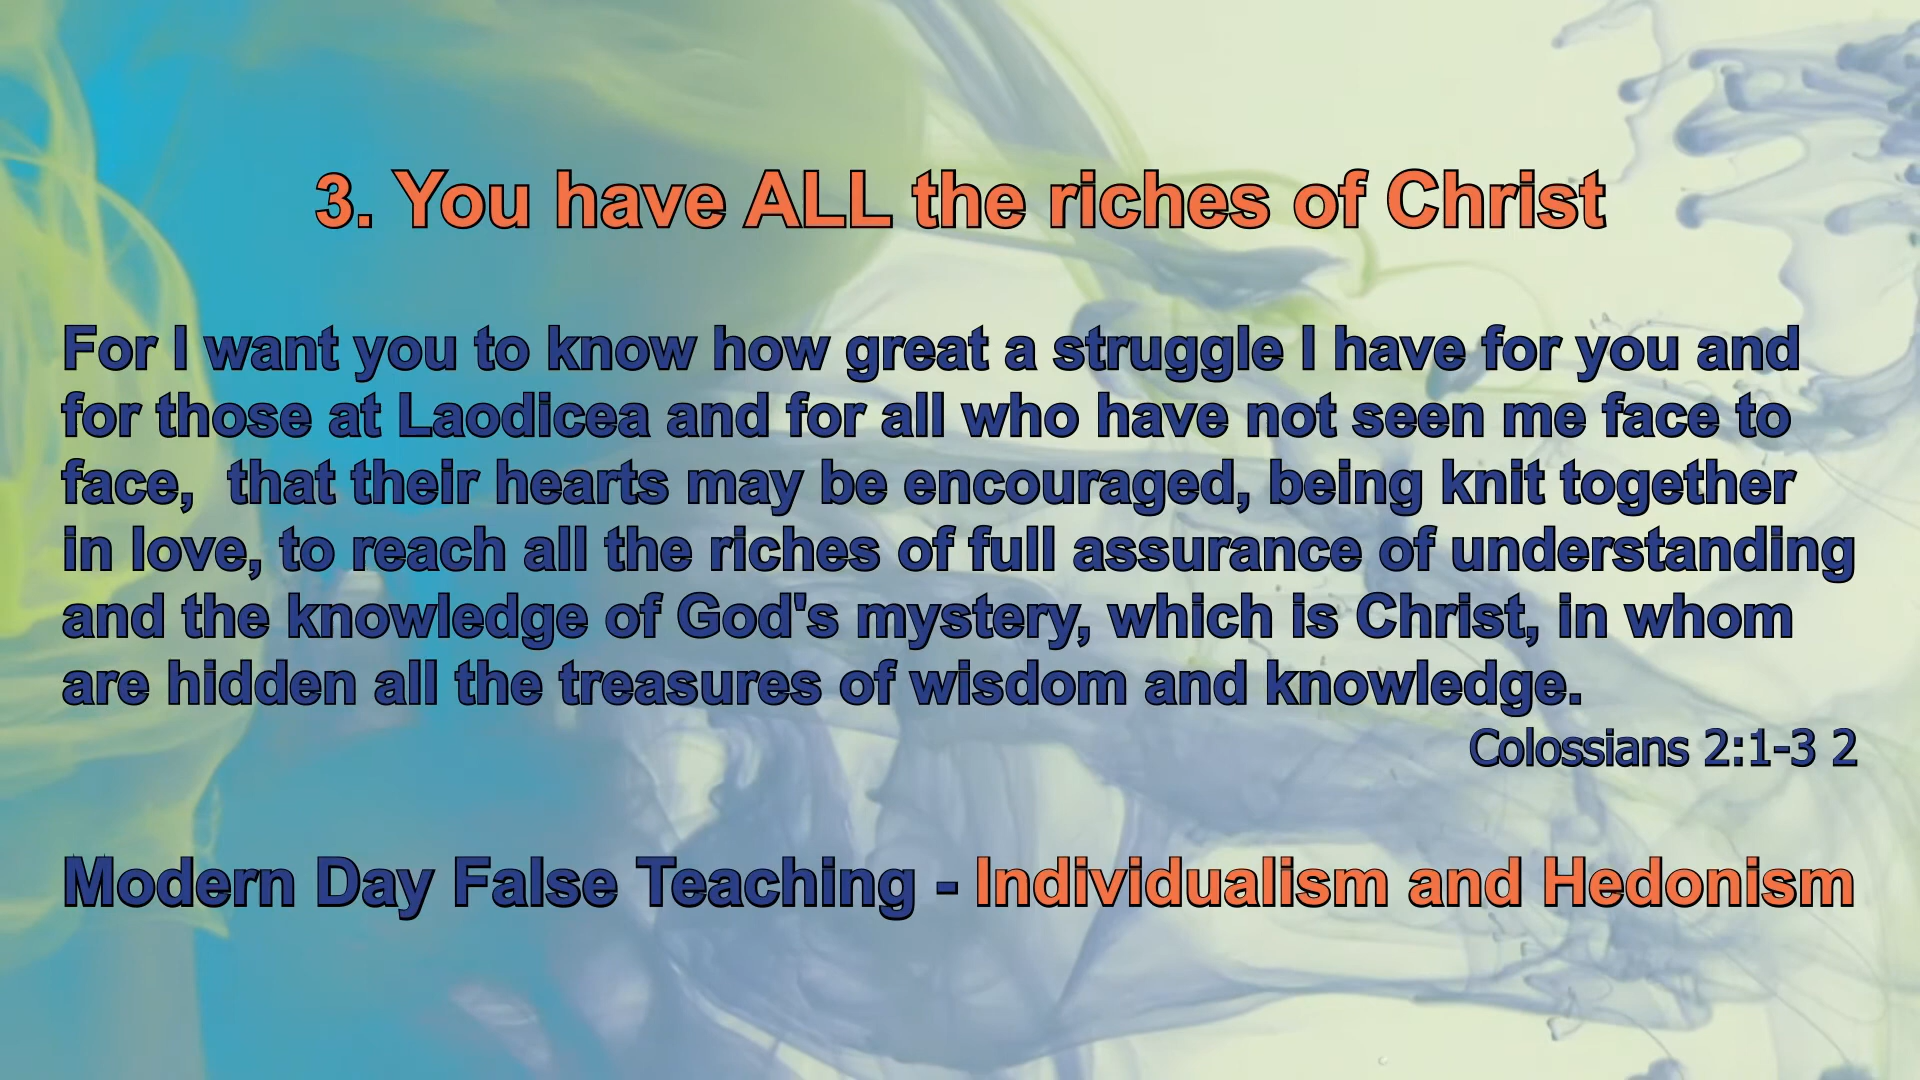 3. You have ALL the riches of Christ
For I want you to know how great a struggle I have for you and
for those at Laodicea and for all who have not seen me face to
face,  that their hearts may be encouraged, being knit together
in love, to reach all the riches of full assurance of understanding
and the knowledge of God's mystery, which is Christ, in whom
are hidden all the treasures of wisdom and knowledge.
Colossians 2:1-3 2
Modern Day False Teaching - Individualism and Hedonism